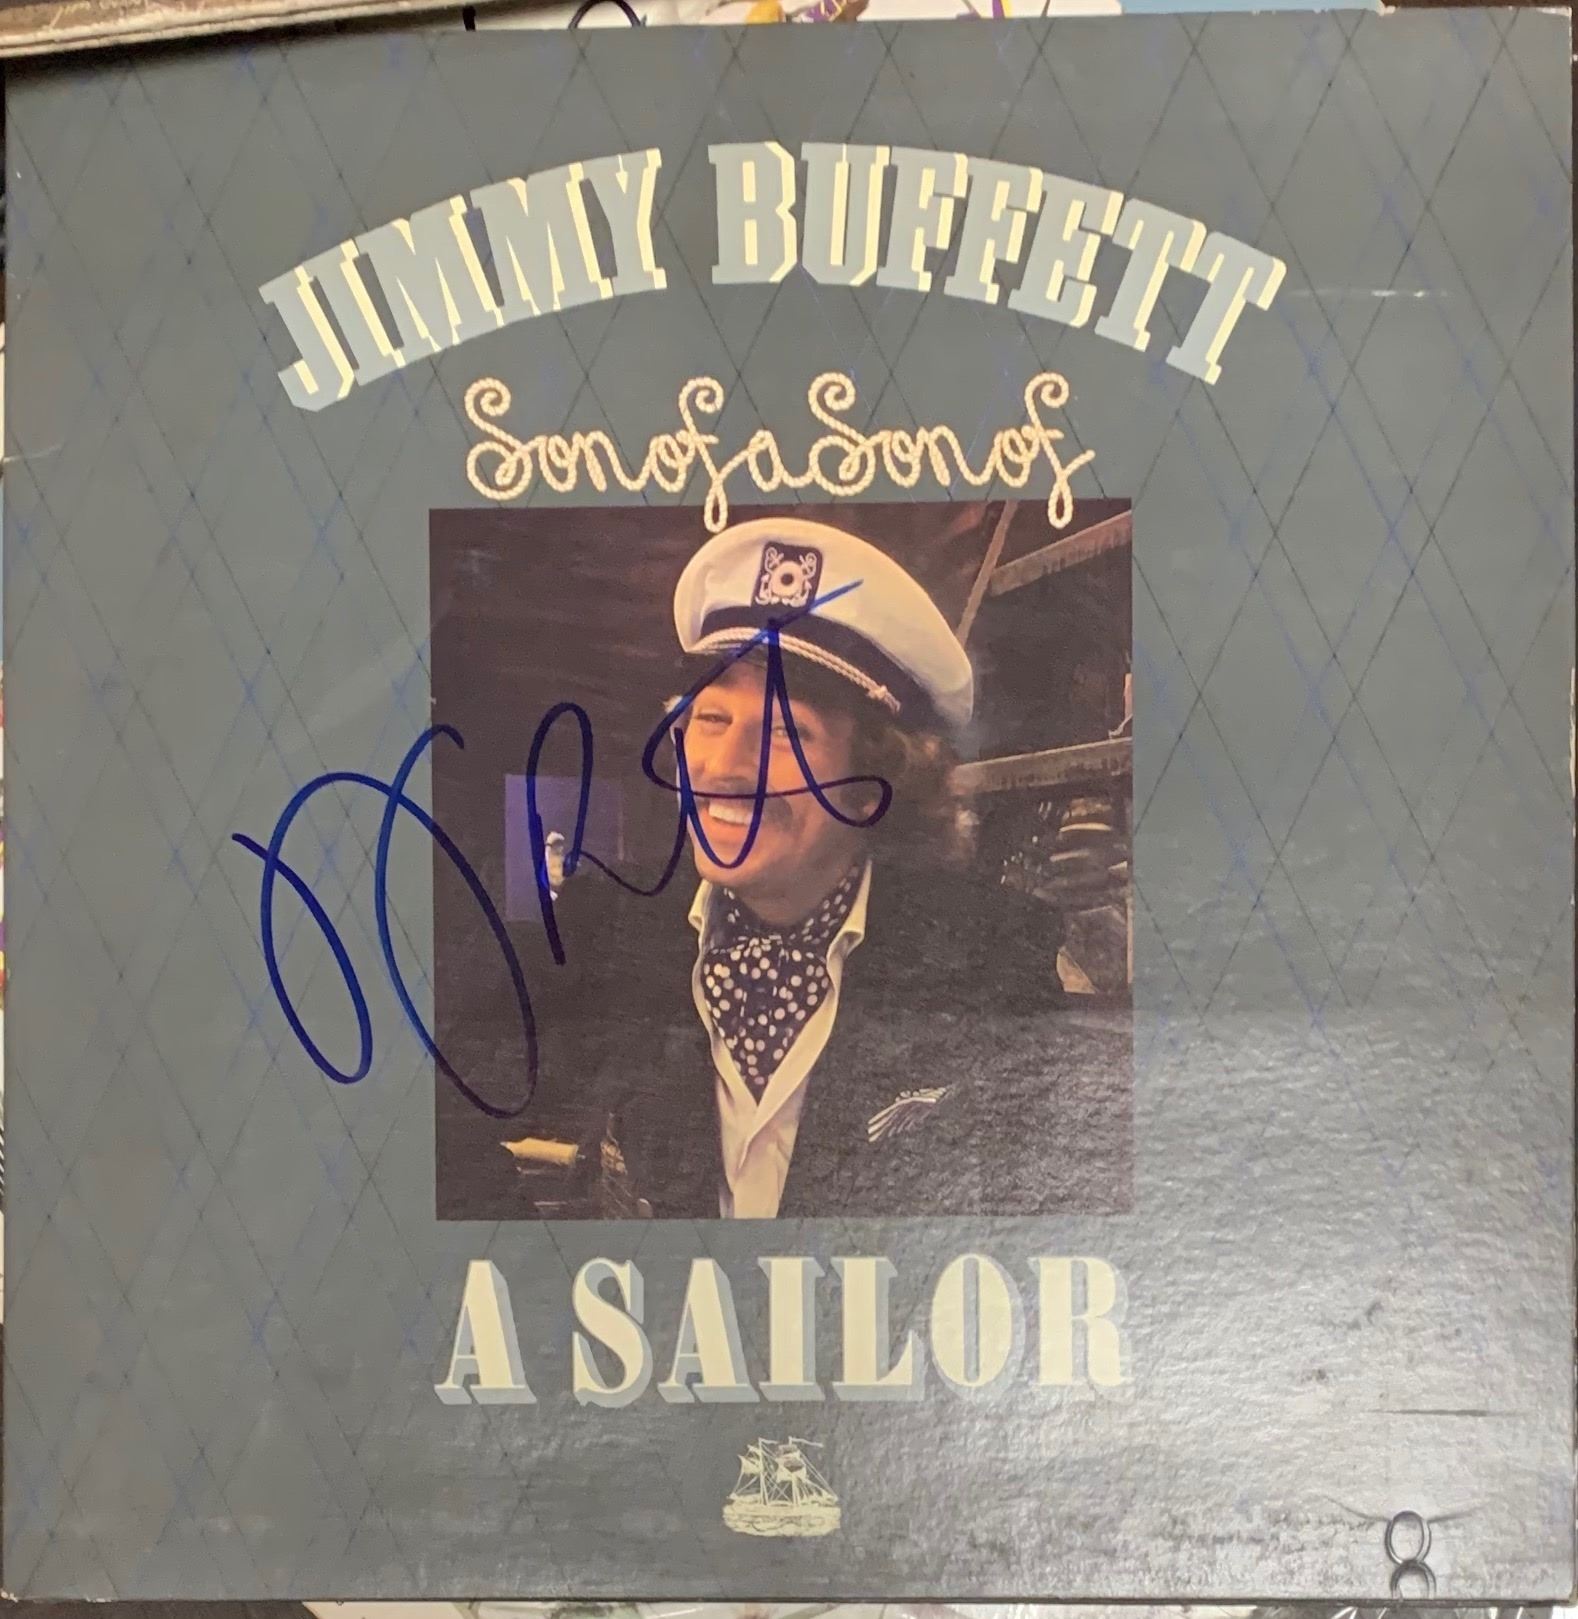 JIMMY BUFFETT
Son of a Son of
A SAILOR